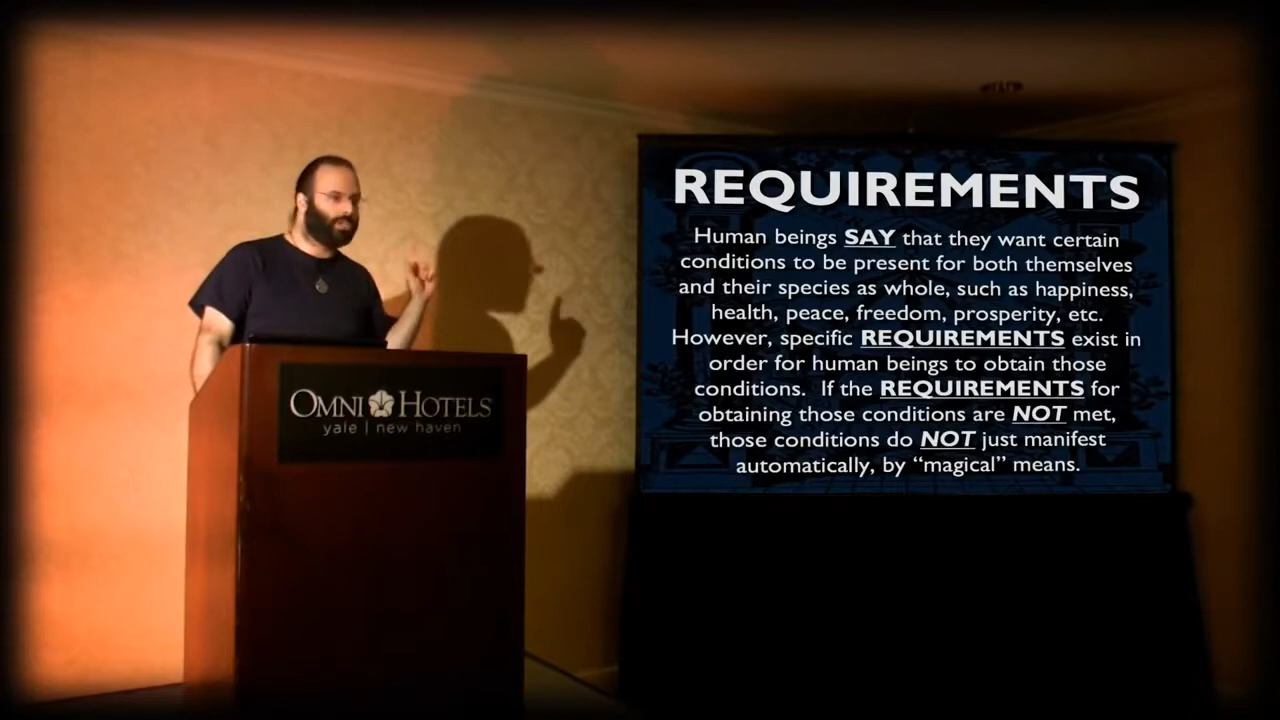 OMNI HOTELS
yale | new haven
REQUIREMENTS
Human beings SAY that they want certain
conditions to be present for both themselves
and their species as whole, such as happiness,
health, peace, freedom, prosperity, etc.
However, specific REQUIREMENTS exist in
order for human beings to obtain those
conditions. If the REQUIREMENTS for
obtaining those conditions are NOT met,
those conditions do NOT just manifest
automatically, by “magical” means.